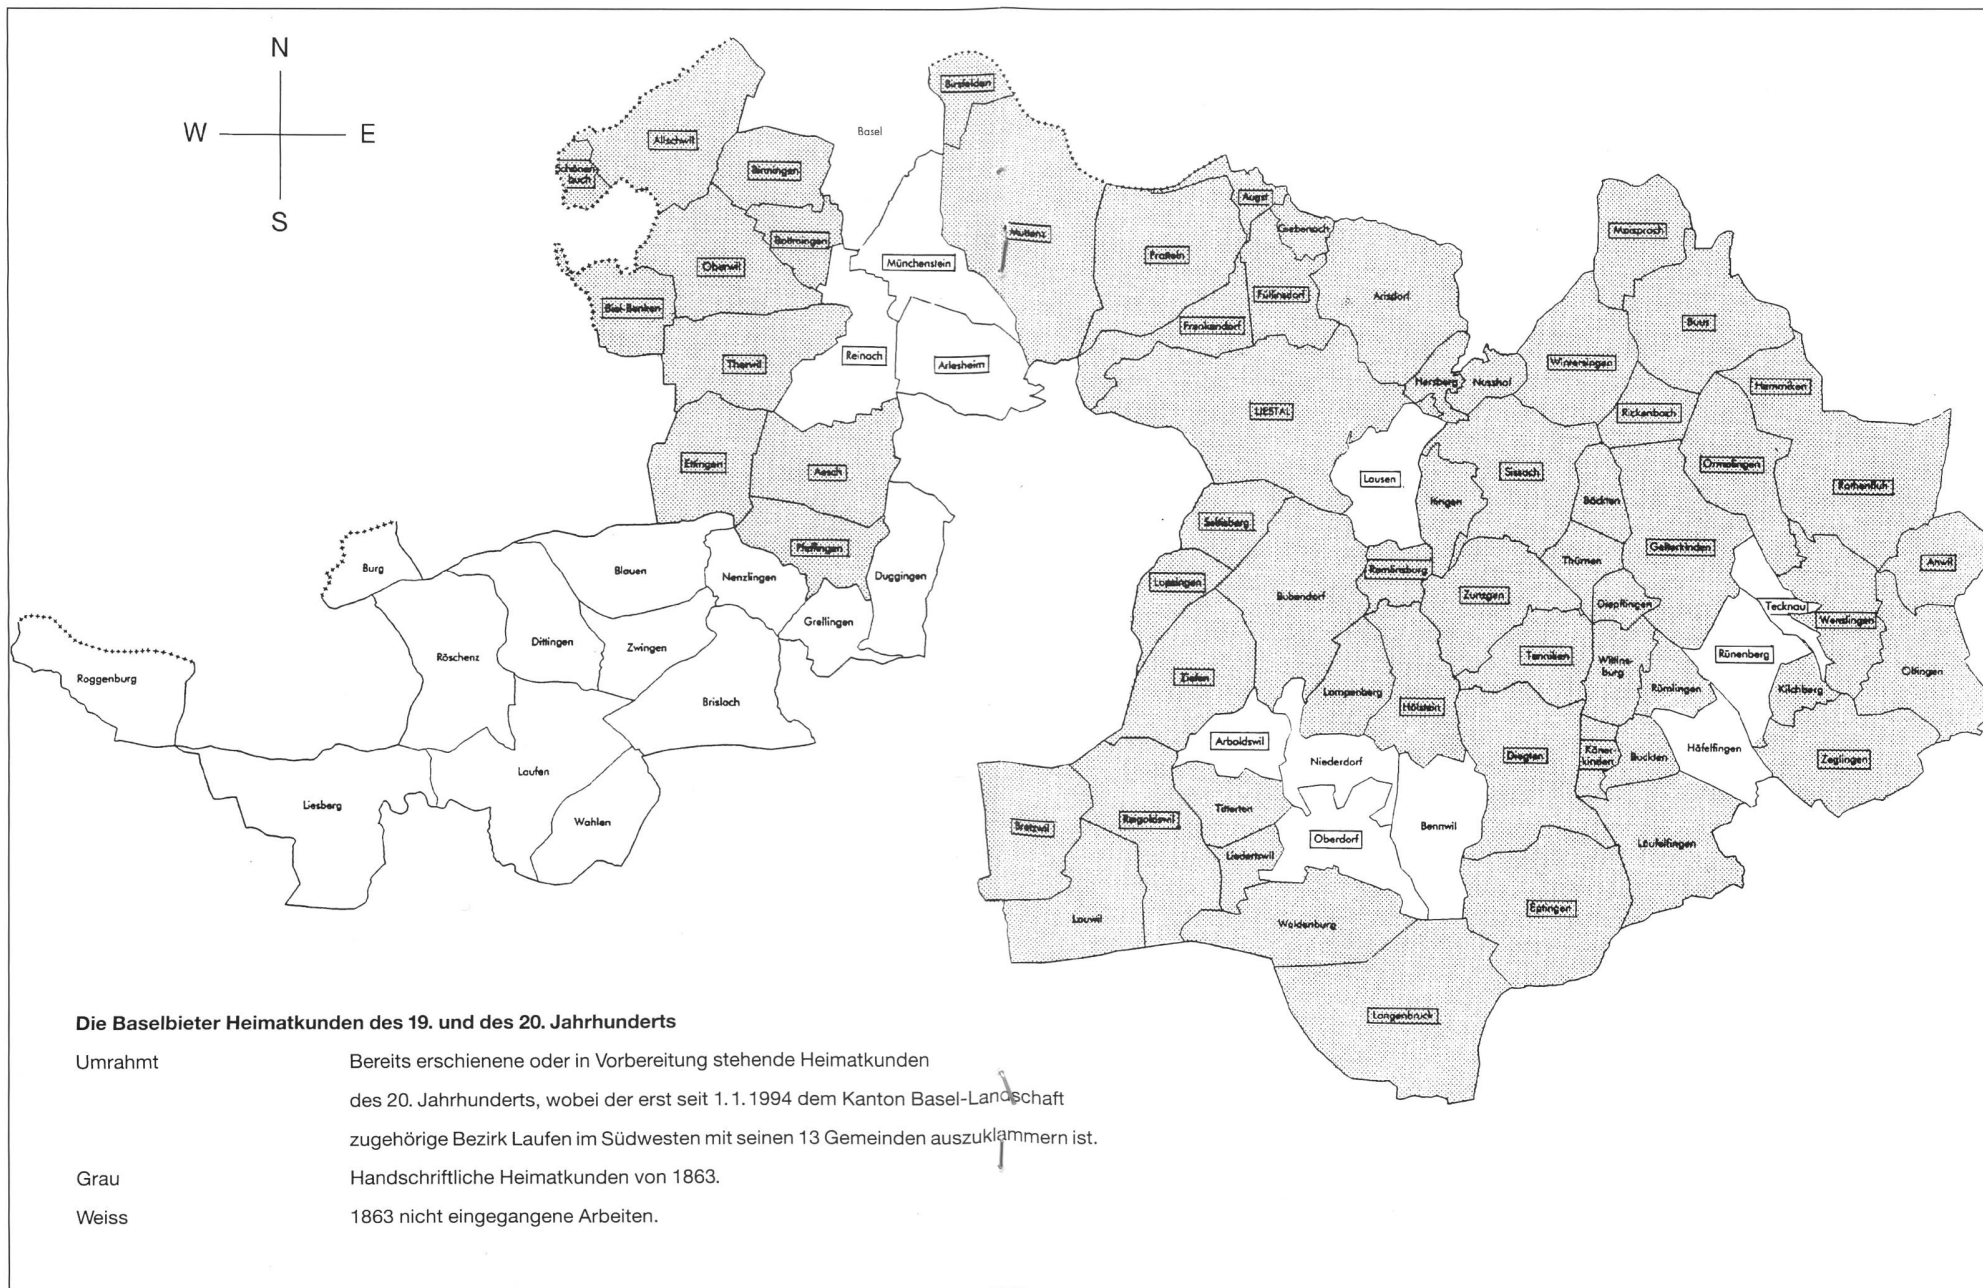 N
W
E
S
Birsfelden
Allschwil
Basel
Schönen-
buch
Binningen
Augst
Muttenz
Giebenach
Maisprach
Bottmingen
Pratteln
Münchenstein
Oberwil
Füllinsdorf
Arisdorf
Biel-Benken
Frenkendorf
Buus
Reinach
Therwil
Arlesheim
Wintersingen
Hersberg
Nusshof
Hemmiken
LIESTAL
Rickenbach
Ettingen
Aesch
Lausen
Sissach
Ormalingen
Rothenfluh
Itingen
Böckten
Seltisberg
Pfeffingen
Gelterkinden
Burg
Blauen
Nenzlingen
Duggingen
Ramlinsburg
Thürnen
Anwil
Lupsingen
Bubendorf
Zunzgen
Diepflingen
Tecknau
Grellingen
Wenslingen
Dittingen
Zwingen
Röschenz
Tenniken
Wittins-
burg
Rünenberg
Oltingen
Roggenburg
Ziefen
Lampenberg
Rümlingen
Kilchberg
Brislach
Hölstein
Arboldswil
Häfelfingen
Niederdorf
Diegten
Käner-
kinden
Buckten
Zeglingen
Laufen
Liesberg
Wahlen
Bretzwil
Reigoldswil
Titterten
Oberdorf
Bennwil
Läufelfingen
Liedertswil
Lauwil
Waldenburg
Eptingen
Langenbruck
Die Baselbieter Heimatkunden des 19. und des 20. Jahrhunderts
Umrahmt Bereits erschienene oder in Vorbereitung stehende Heimatkunden
des 20. Jahrhunderts, wobei der erst seit 1.1.1994 dem Kanton Basel-Landschaft
zugehörige Bezirk Laufen im Südwesten mit seinen 13 Gemeinden auszuklammern ist.
Grau Handschriftliche Heimatkunden von 1863.
Weiss 1863 nicht eingegangene Arbeiten.